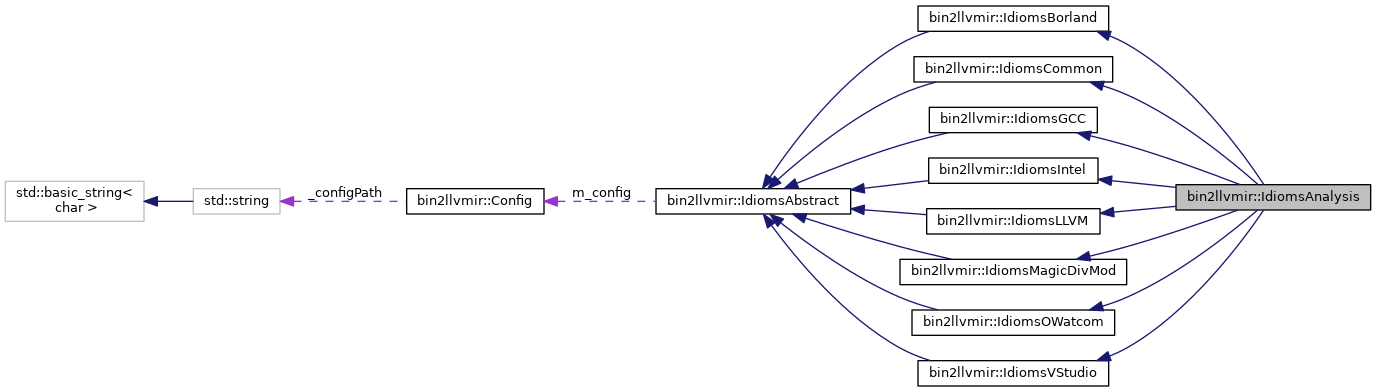 bin2llvmir::IdiomsBorland
bin2llvmir::IdiomsCommon
bin2llvmir::IdiomsGCC
bin2llvmir::IdiomsIntel
std::basic_string<
char >
std::string
_configPath
bin2llvmir::Config
m_config
bin2llvmir::IdiomsAbstract
bin2llvmir::IdiomsAnalysis
bin2llvmir::IdiomsLLVM
bin2llvmir::IdiomsMagicDivMod
bin2llvmir::IdiomsOWatcom
bin2llvmir::IdiomsVStudio